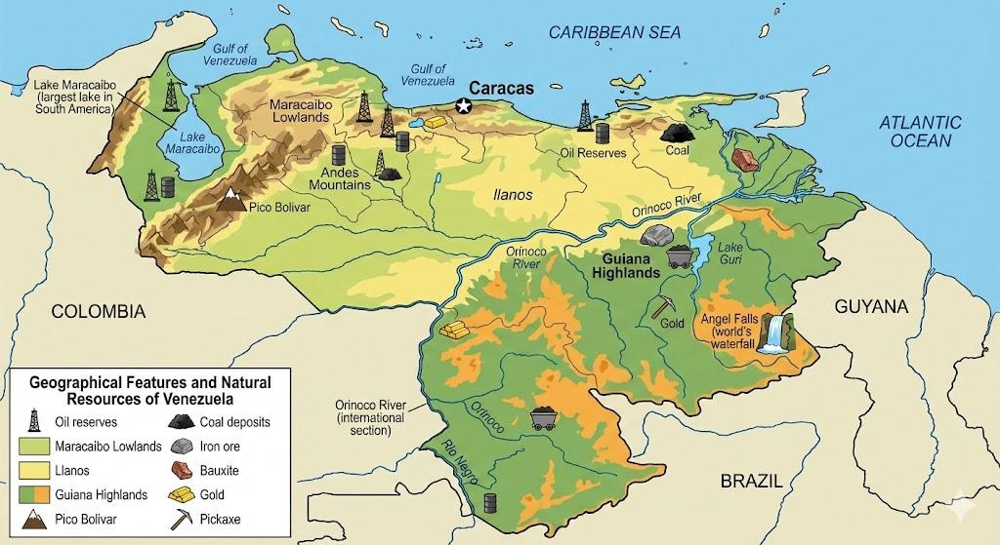 CARIBBEAN SEA
Gulf of
Venezuela
Gulf of
Venezuela
Caracas
Lake Maracaibo
(largest lake in
South America)
Maracaibo
Lowlands
ATLANTIC
OCEAN
Lake
Maracaibo
Oil Reserves
Coal
Andes
Mountains
llanos
Pico Bolivar
Orinoco River
Orinoco
River
Guiana
Highlands
Lake
Guri
COLOMBIA
GUYANA
Gold
Angel Falls
(world's
waterfall
Orinoco River
(international
section)
Orinoco
Rio Negro
BRAZIL
Geographical Features and Natural
Resources of Venezuela
Oil reserves
Coal deposits
Maracaibo Lowlands
Iron ore
Llanos
Bauxite
Guiana Highlands
Gold
Pico Bolivar
Pickaxe